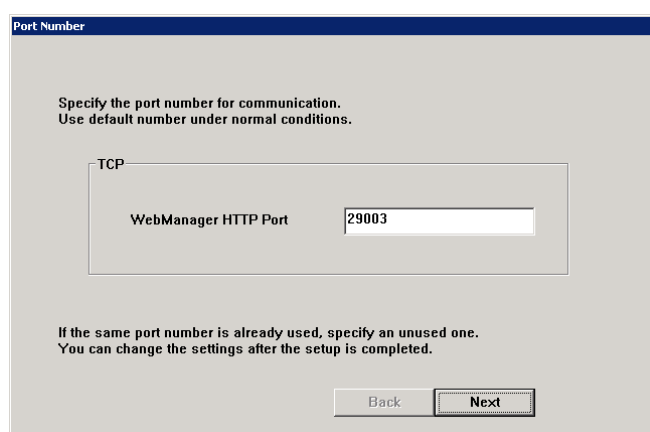 Port Number
Specify the port number for communication.
Use default number under normal conditions.
TCP
WebManager HTTP Port
29003
If the same port number is already used, specify an unused one.
You can change the settings after the setup is completed.
Back
Next